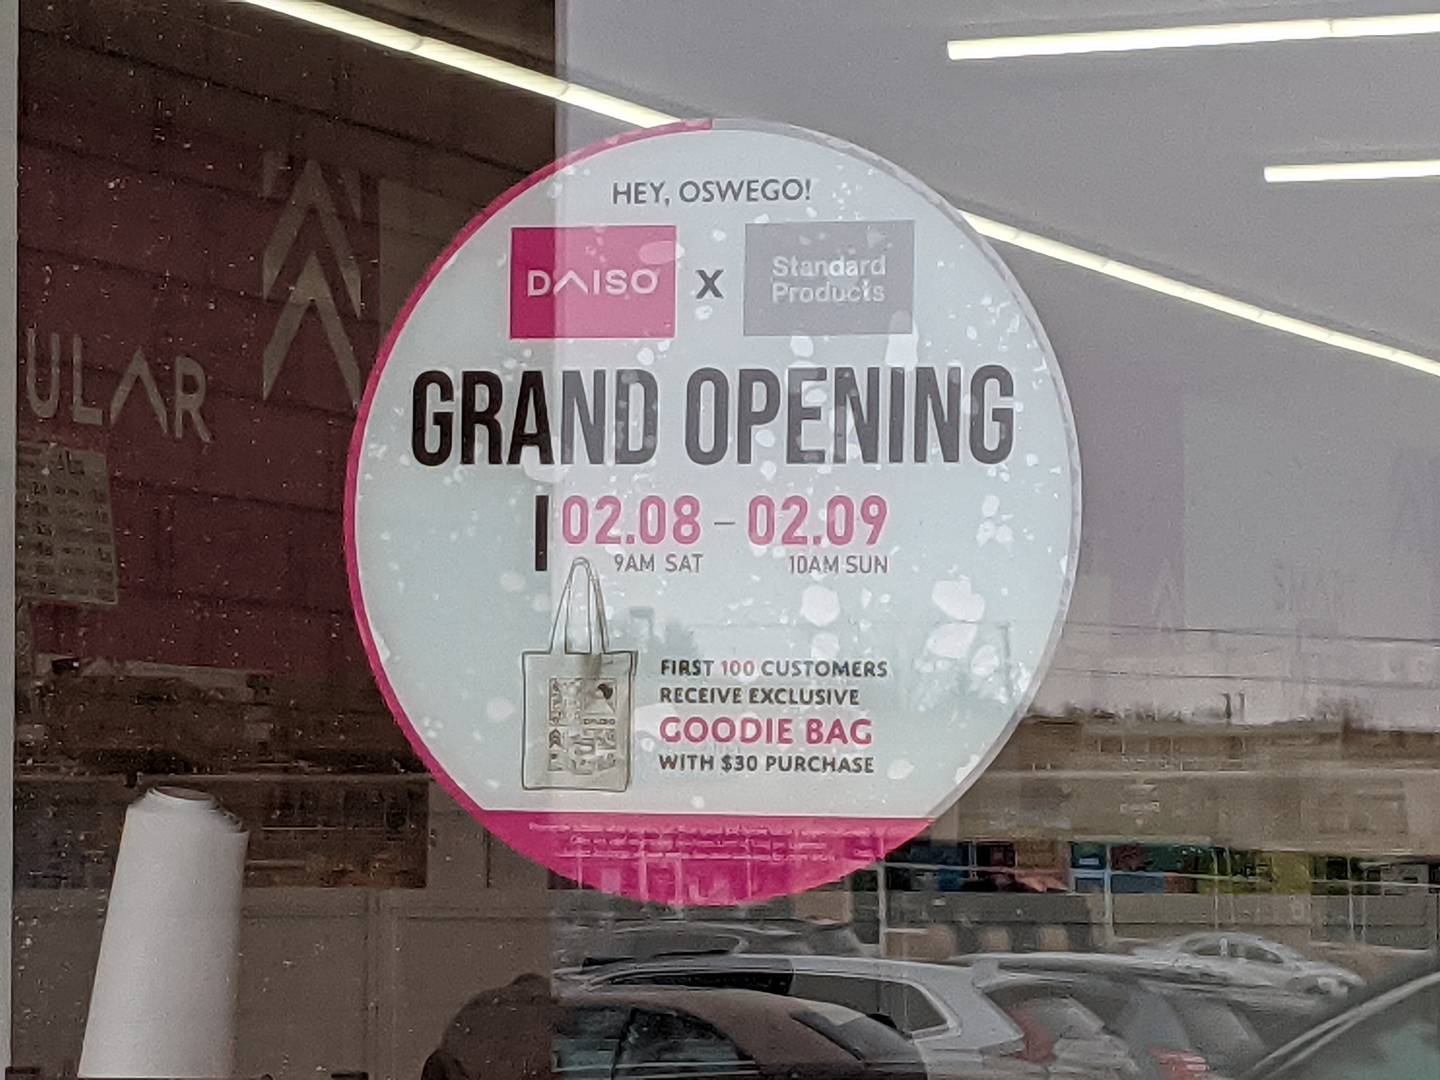 HEY, OSWEGO!
DAISO X Standard Products
GRAND OPENING
02.08 - 02.09
9AM SAT 10AM SUN
FIRST 100 CUSTOMERS
RECEIVE EXCLUSIVE
GOODIE BAG
WITH $30 PURCHASE
ULAR